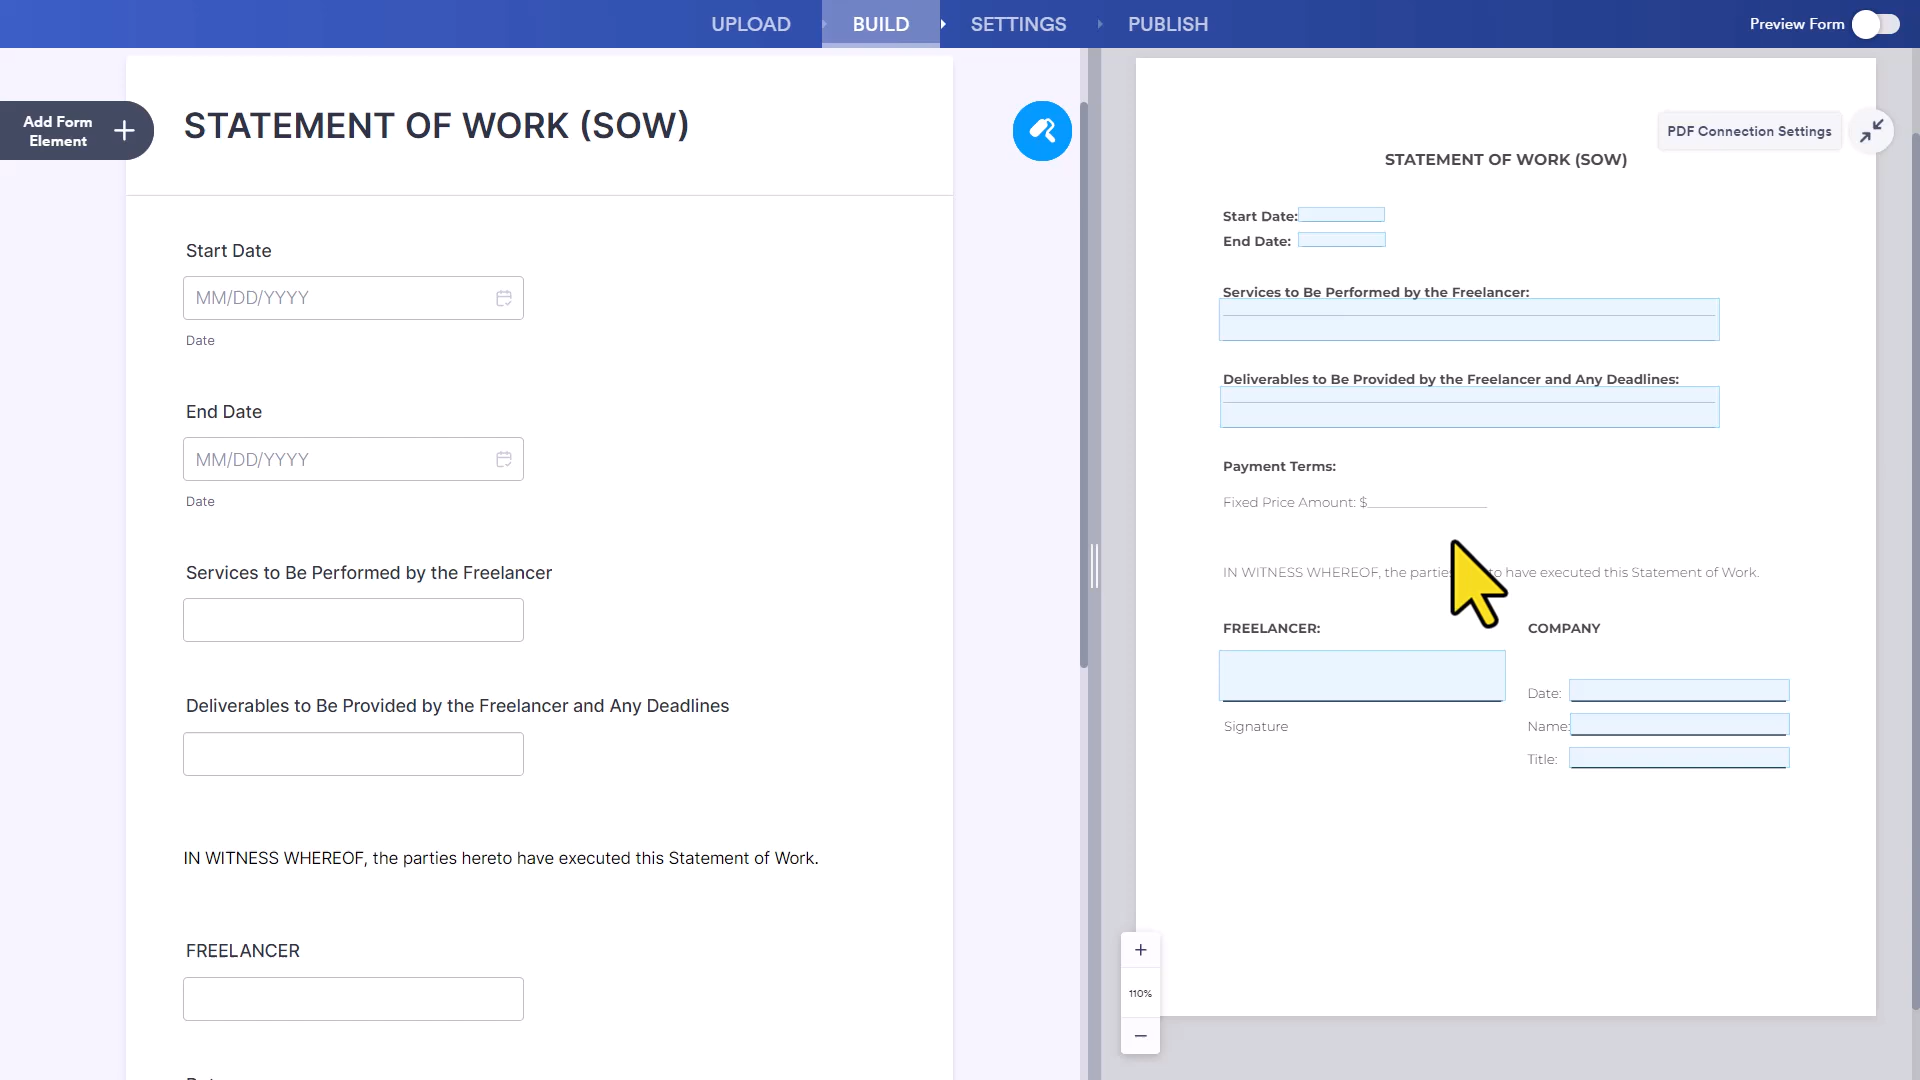 UPLOAD
BUILD
SETTINGS
PUBLISH
Preview Form
Add Form
Element
STATEMENT OF WORK (SOW)
Start Date
MM/DD/YYYY
Date
End Date
MM/DD/YYYY
Date
Services to Be Performed by the Freelancer
Deliverables to Be Provided by the Freelancer and Any Deadlines
IN WITNESS WHEREOF, the parties hereto have executed this Statement of Work.
FREELANCER
PDF Connection Settings
STATEMENT OF WORK (SOW)
Start Date:
End Date:
Services to Be Performed by the Freelancer:
Deliverables to Be Provided by the Freelancer and Any Deadlines:
Payment Terms:
Fixed Price Amount: $
IN WITNESS WHEREOF, the parties have executed this Statement of Work.
FREELANCER:
COMPANY
Signature
Date:
Name:
Title:
110%